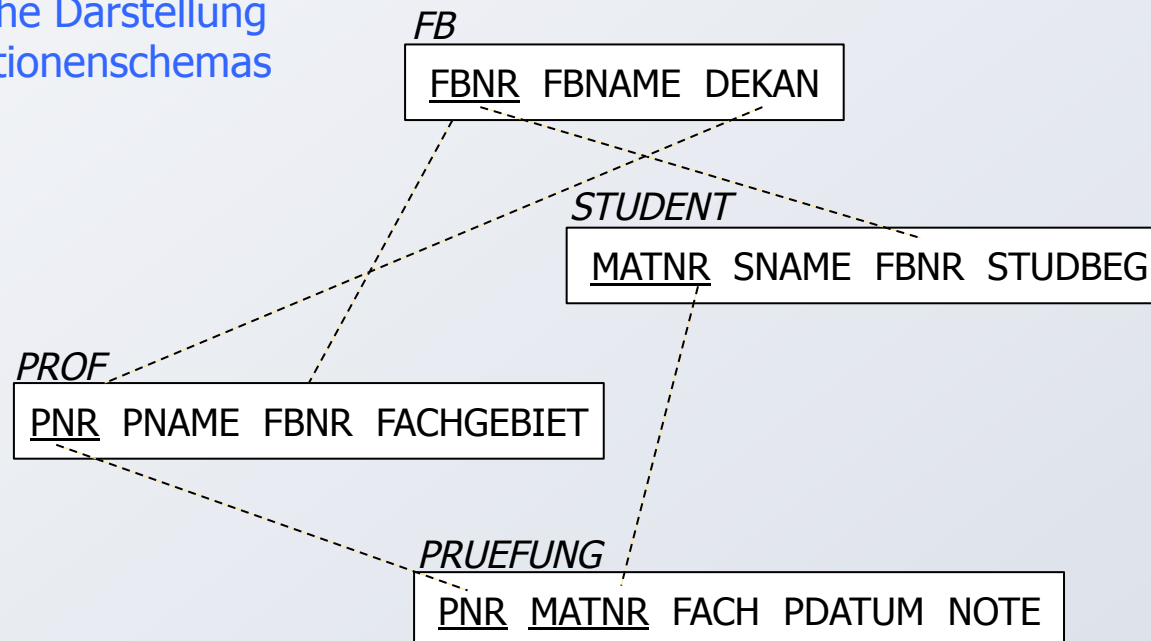 he Darstellung
tionenschemas
FB
FBNR FBNAME DEKAN
STUDENT
MATNR SNAME FBNR STUDBEG
PROF
PNR PNAME FBNR FACHGEBIET
PRUEFUNG
PNR MATNR FACH PDATUM NOTE